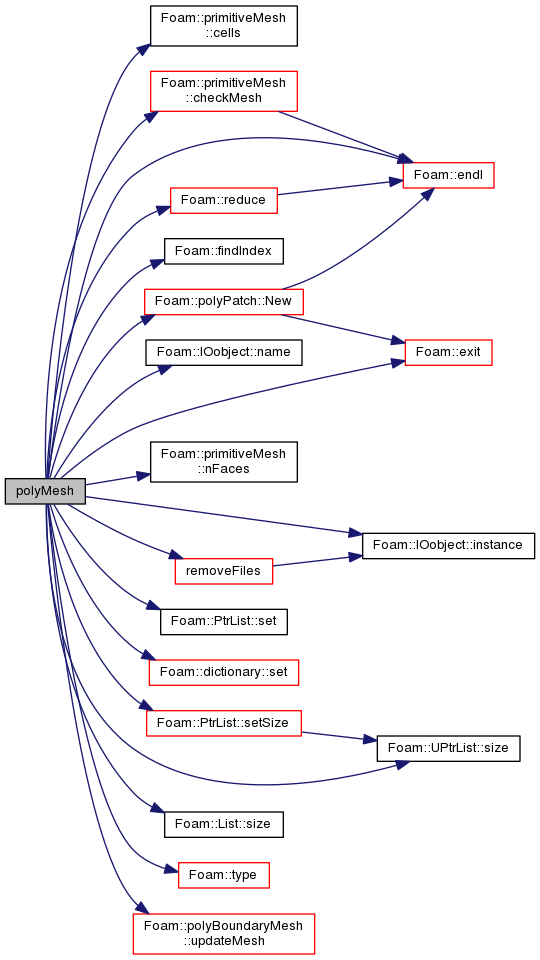 Foam::primitiveMesh
::cells
Foam::primitiveMesh
::checkMesh
Foam::endl
Foam::reduce
Foam::findIndex
Foam::polyPatch::New
Foam::IOobject::name
Foam::exit
Foam::primitiveMesh
::nFaces
polyMesh
Foam::IOobject::instance
removeFiles
Foam::PtrList::set
Foam::dictionary::set
Foam::PtrList::setSize
Foam::UPtrList::size
Foam::List::size
Foam::type
Foam::polyBoundaryMesh
::updateMesh